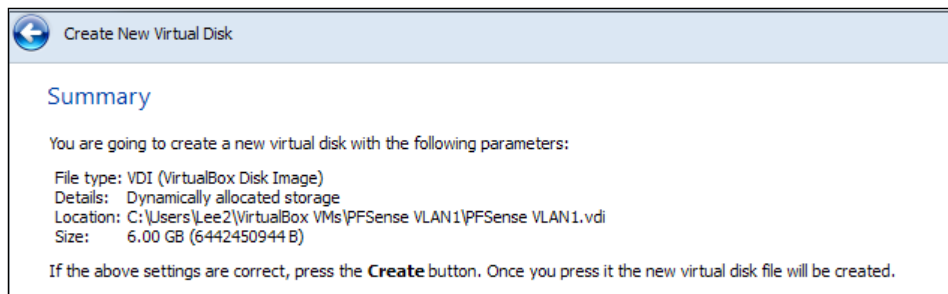 Create New Virtual Disk
Summary
You are going to create a new virtual disk with the following parameters:
File type: VDI (VirtualBox Disk Image)
Details: Dynamically allocated storage
Location: C:\Users\Lee2\VirtualBox VMs\PFSense VLAN1\PFSense VLAN1.vdi
Size: 6.00 GB (6442450944 B)
If the above settings are correct, press the Create button. Once you press it the new virtual disk file will be created.